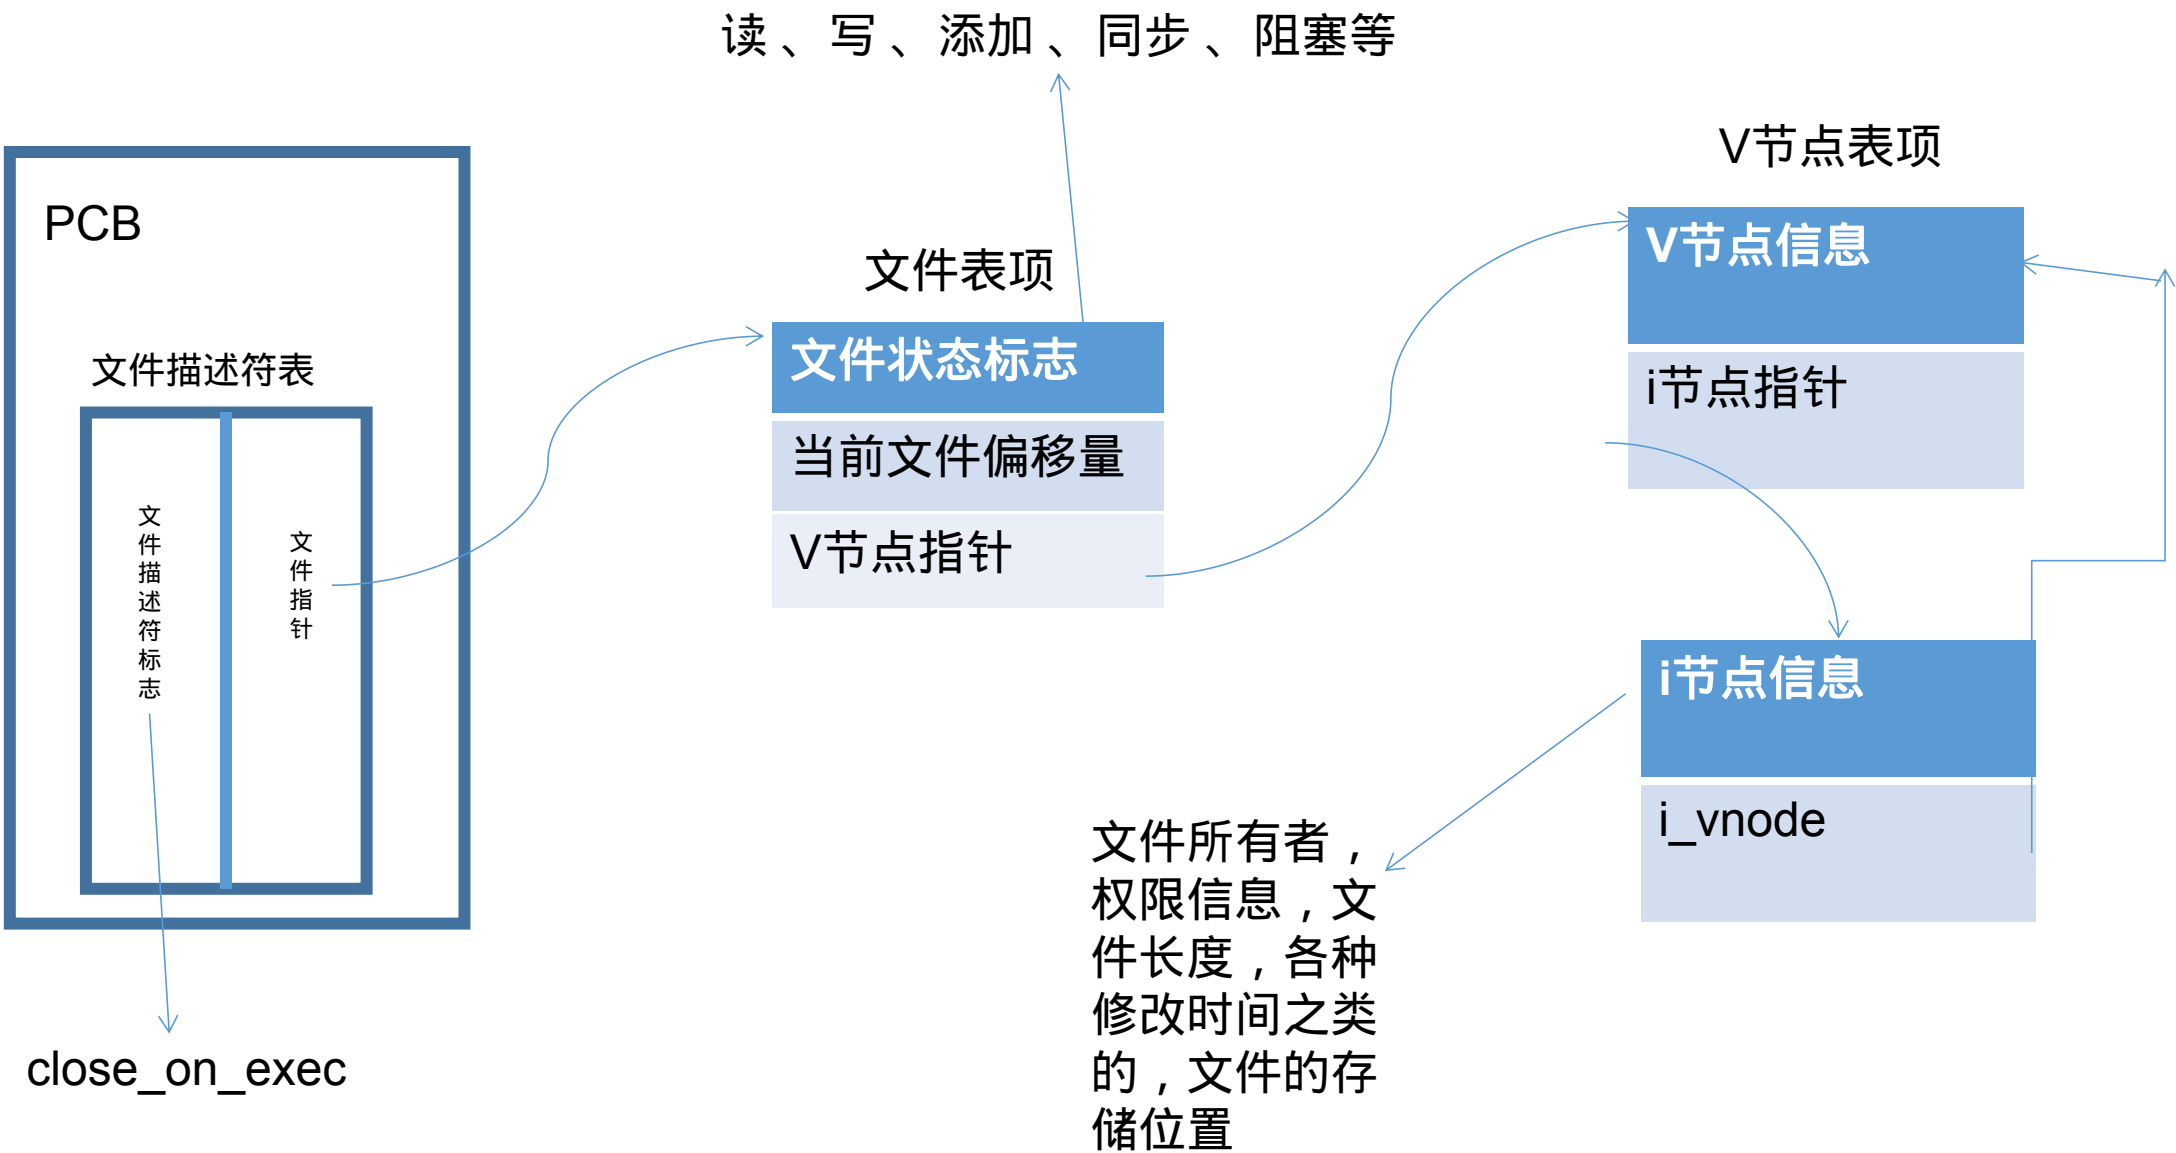 读、写、添加、同步、阻塞等
V节点表项
PCB
V节点信息
文件表项
文件描述符表
文件状态标志
i节点指针
当前文件偏移量
文件描述符标志
文件指针
V节点指针
i节点信息
i_vnode
文件所有者，
权限信息，文
件长度，各种
修改时间之类
的，文件的存
储位置
close_on_exec